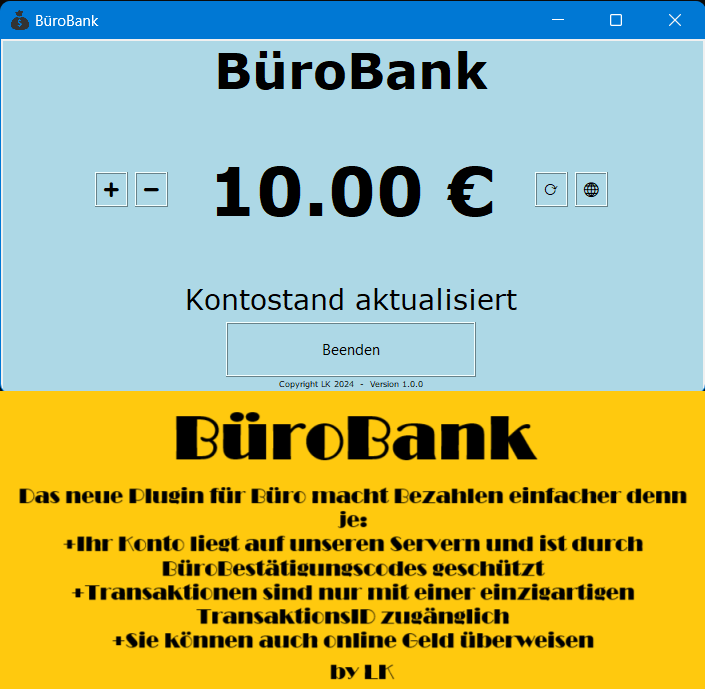 BüroBank
BüroBank
10.00 €
Kontostand aktualisiert
Beenden
Copyright LK 2024 - Version 1.0.0
BüroBank
Das neue Plugin für Büro macht Bezahlen einfacher denn
je:
+Ihr Konto liegt auf unseren Servern und ist durch
BüroBestätigungscodes geschützt
+Transaktionen sind nur mit einer einzigartigen
TransaktionsID zugänglich
+Sie können auch online Geld überweisen
by LK